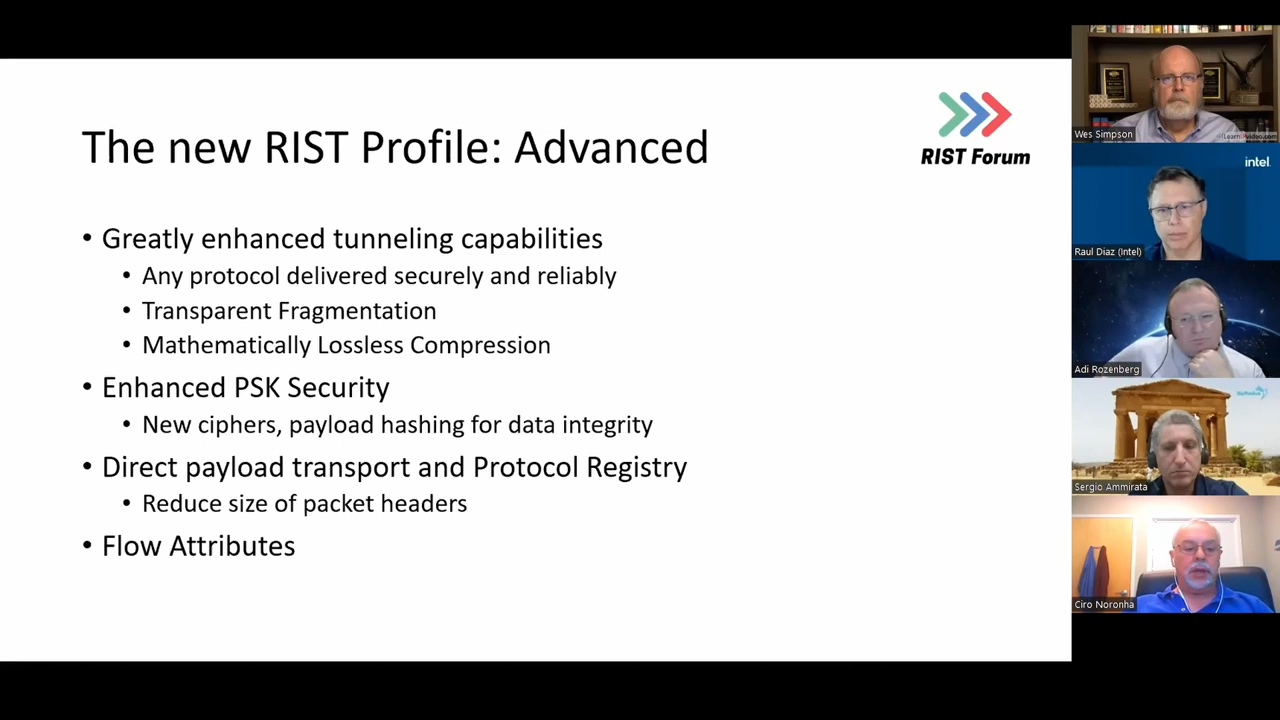 The new RIST Profile: Advanced
RIST Forum
• Greatly enhanced tunneling capabilities
• Any protocol delivered securely and reliably
• Transparent Fragmentation
• Mathematically Lossless Compression
• Enhanced PSK Security
• New ciphers, payload hashing for data integrity
• Direct payload transport and Protocol Registry
• Reduce size of packet headers
• Flow Attributes
Wes Simpson
intel.
Raul Diaz (Intel)
Adi Rozenberg
Sergio Ammirata
Ciro Noronha